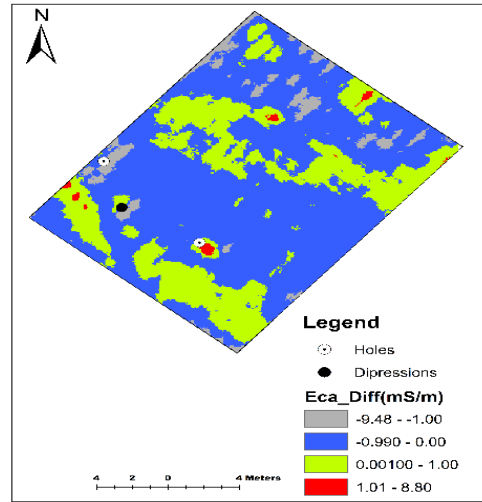 N
Legend
Holes
Dipressions
Eca_Diff(mS/m)
-9.48 - -1.00
-0.990 - 0.00
0.00100 - 1.00
1.01 - 8.80
4 2 0 4 Meters